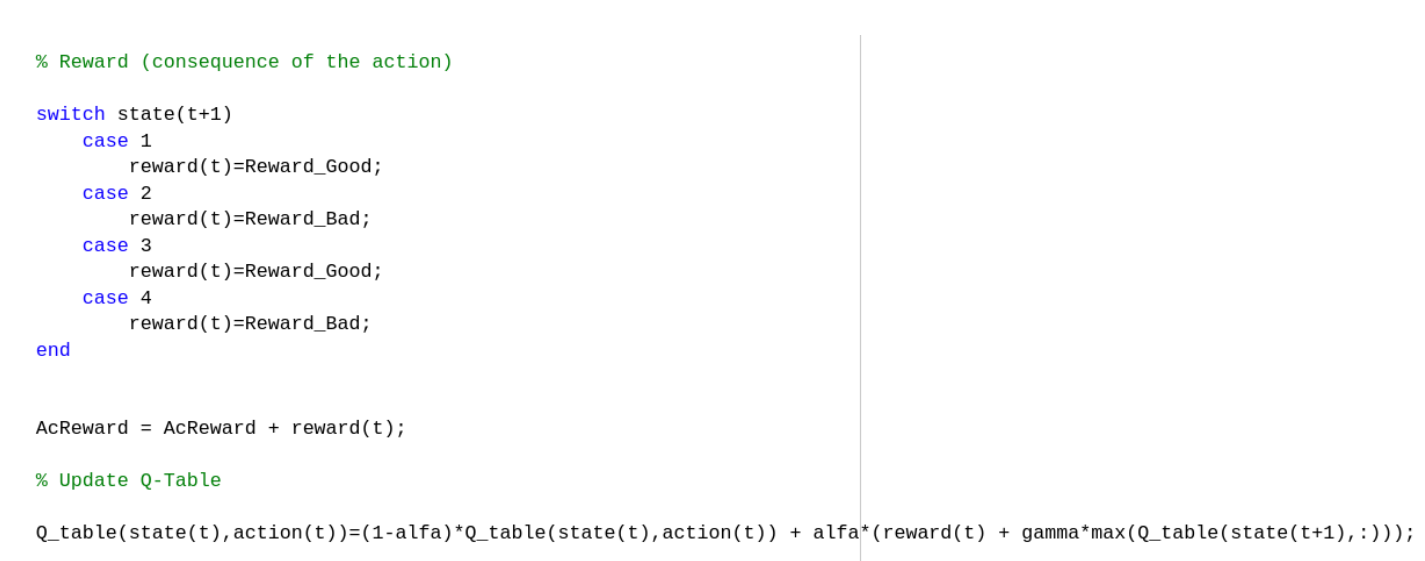 % Reward (consequence of the action)
switch state(t+1)
    case 1
        reward(t)=Reward_Good;
    case 2
        reward(t)=Reward_Bad;
    case 3
        reward(t)=Reward_Good;
    case 4
        reward(t)=Reward_Bad;
end
AcReward = AcReward + reward(t);
% Update Q-Table
Q_table(state(t),action(t))=(1-alfa)*Q_table(state(t),action(t)) + alfa*(reward(t) + gamma*max(Q_table(state(t+1),:)));